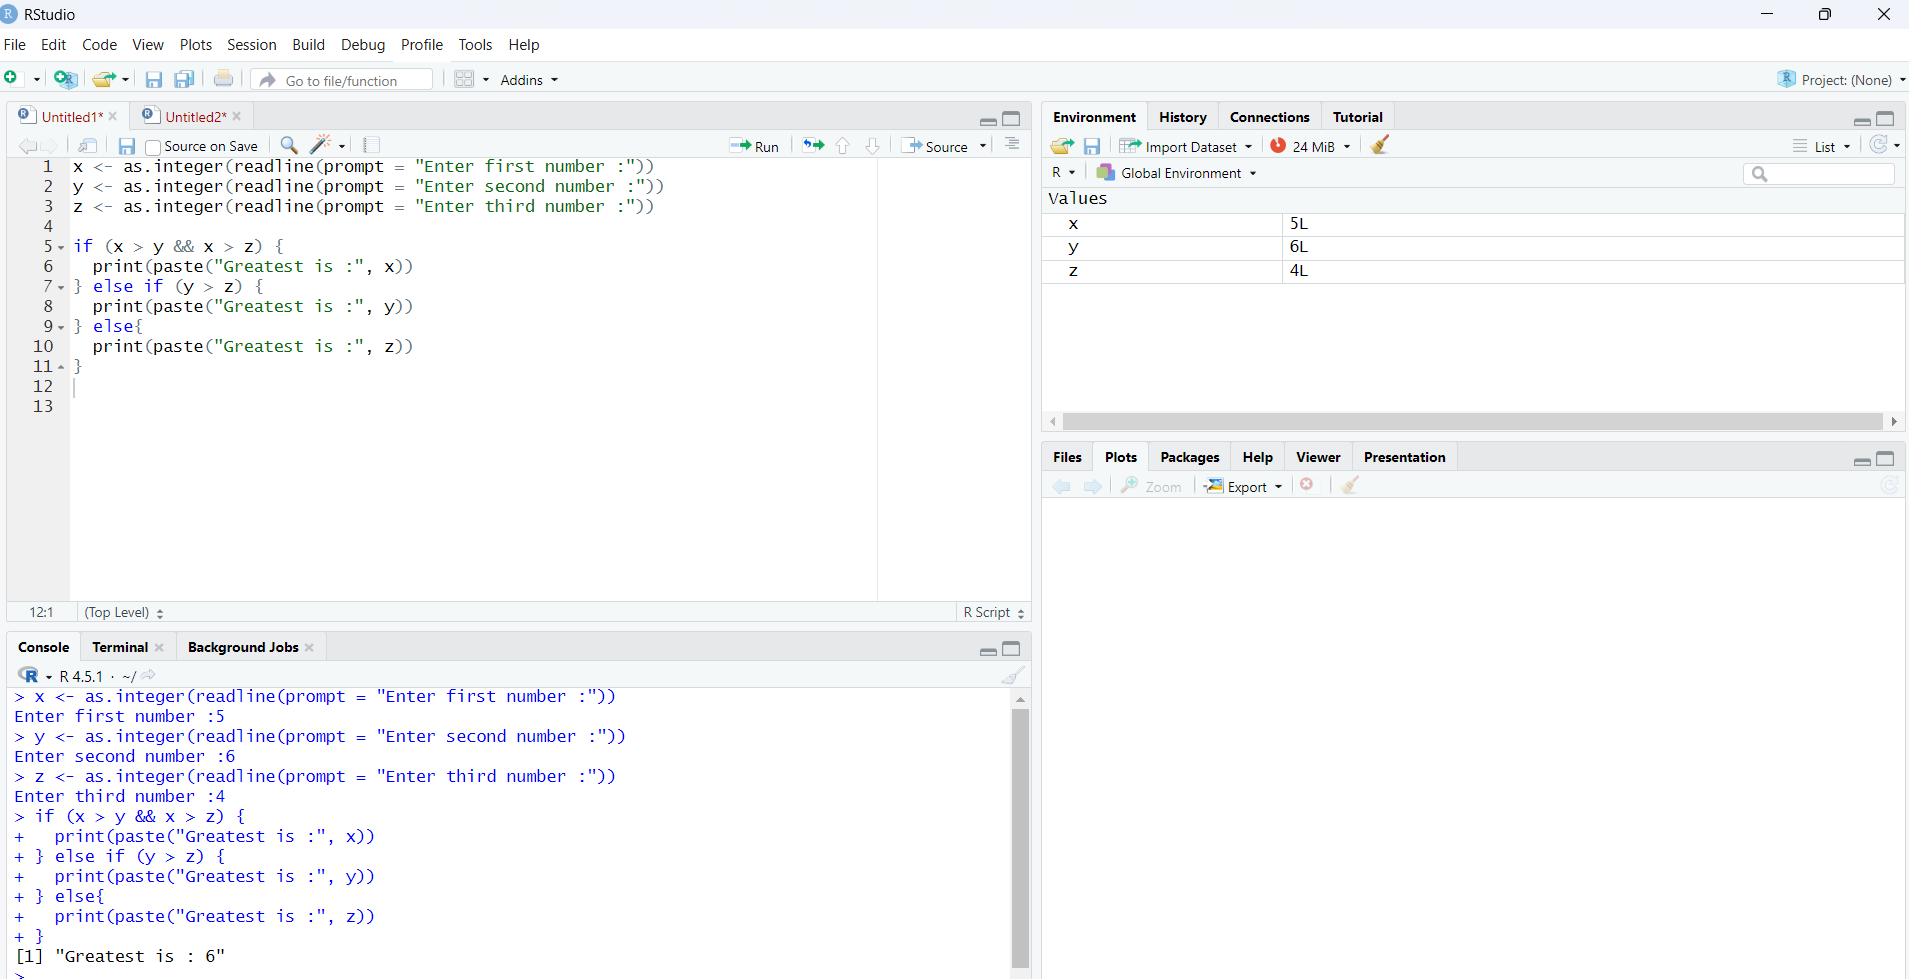 RStudio
File Edit Code View Plots Session Build Debug Profile Tools Help
Go to file/function Addins Project: (None)
Untitled1* Untitled2*
Source on Save Run Source
1 x <- as.integer(readline(prompt = "Enter first number :"))
2 y <- as.integer(readline(prompt = "Enter second number :"))
3 z <- as.integer(readline(prompt = "Enter third number :"))
4
5 if (x > y && x > z) {
6   print(paste("Greatest is :", x))
7 } else if (y > z) {
8   print(paste("Greatest is :", y))
9 } else{
10   print(paste("Greatest is :", z))
11 }
12
13
12:1 (Top Level) R Script
Console Terminal Background Jobs
R R 4.5.1 · ~/
> x <- as.integer(readline(prompt = "Enter first number :"))
Enter first number :5
> y <- as.integer(readline(prompt = "Enter second number :"))
Enter second number :6
> z <- as.integer(readline(prompt = "Enter third number :"))
Enter third number :4
> if (x > y && x > z) {
+   print(paste("Greatest is :", x))
+ } else if (y > z) {
+   print(paste("Greatest is :", y))
+ } else{
+   print(paste("Greatest is :", z))
+ }
[1] "Greatest is : 6"
>
Environment History Connections Tutorial
Import Dataset 24 MiB List
R Global Environment
Values
x 5L
y 6L
z 4L
Files Plots Packages Help Viewer Presentation
Zoom Export